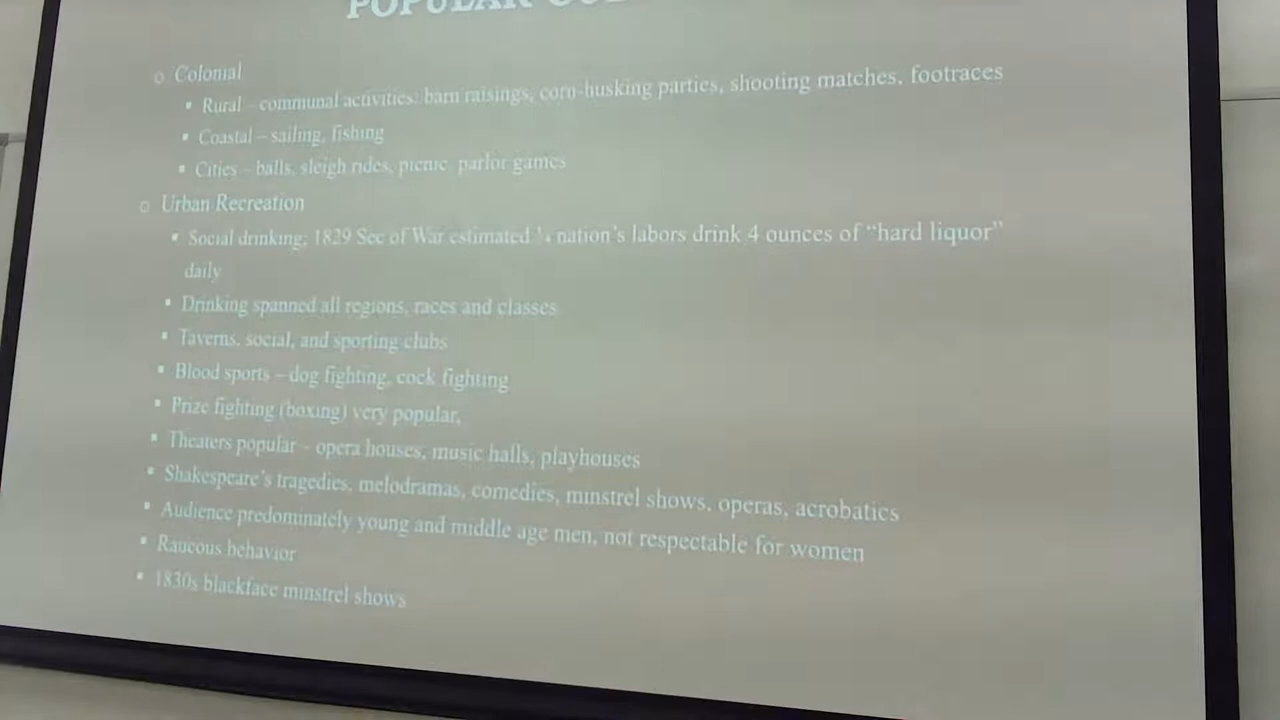 POPULAR
o Colonial
▪ Rural – communal activities: barn raisings, corn-husking parties, shooting matches, footraces
▪ Coastal – sailing, fishing
▪ Cities – balls, sleigh rides, picnic, parlor games
o Urban Recreation
▪ Social drinking; 1829 Sec of War estimated nation's labors drink 4 ounces of "hard liquor"
daily
▪ Drinking spanned all regions, races and classes
▪ Taverns, social, and sporting clubs
▪ Blood sports – dog fighting, cock fighting
▪ Prize fighting (boxing) very popular,
▪ Theaters popular – opera houses, music halls, playhouses
▪ Shakespeare's tragedies, melodramas, comedies, minstrel shows, operas, acrobatics
▪ Audience predominately young and middle age men, not respectable for women
▪ Raucous behavior
▪ 1830s blackface minstrel shows